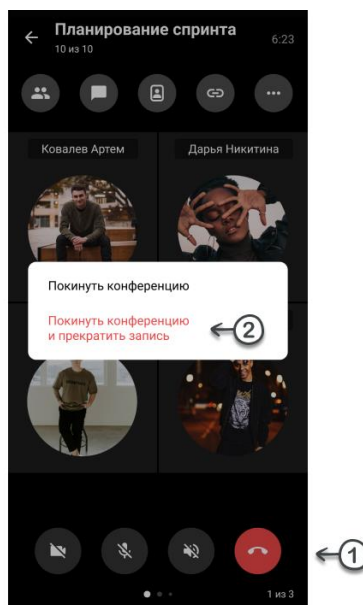 Планирование спринта
10 из 10
6:23
Ковалев Артем
Дарья Никитина
Покинуть конференцию
Покинуть конференцию
и прекратить запись
2
1
1 из 3